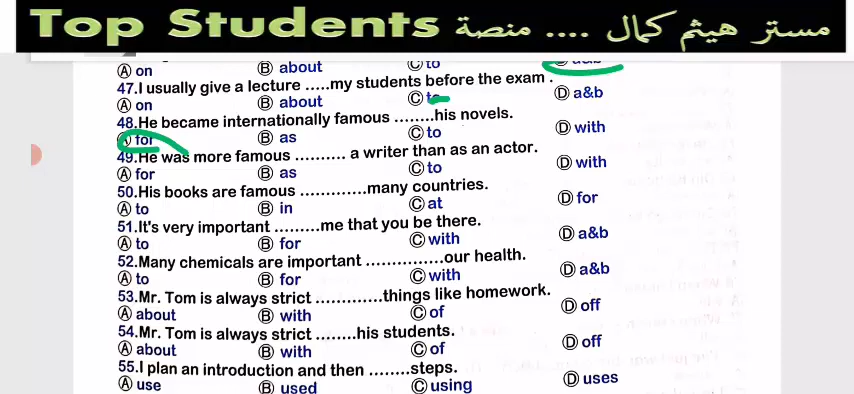 Top Students مستر هيثم كمال .... منصة
Ⓐ on Ⓑ about Ⓒ to Ⓓ a&b
47.I usually give a lecture .....my students before the exam .
Ⓐ on Ⓑ about Ⓒ to Ⓓ a&b
48.He became internationally famous ........his novels.
Ⓐ for Ⓑ as Ⓒ to Ⓓ with
49.He was more famous .......... a writer than as an actor.
Ⓐ for Ⓑ as Ⓒ to Ⓓ with
50.His books are famous .............many countries.
Ⓐ to Ⓑ in Ⓒ at Ⓓ for
51.It's very important .........me that you be there.
Ⓐ to Ⓑ for Ⓒ with Ⓓ a&b
52.Many chemicals are important ...............our health.
Ⓐ to Ⓑ for Ⓒ with Ⓓ a&b
53.Mr. Tom is always strict .............things like homework.
Ⓐ about Ⓑ with Ⓒ of Ⓓ off
54.Mr. Tom is always strict ........his students.
Ⓐ about Ⓑ with Ⓒ of Ⓓ off
55.I plan an introduction and then ........steps.
Ⓐ use Ⓑ used Ⓒ using Ⓓ uses